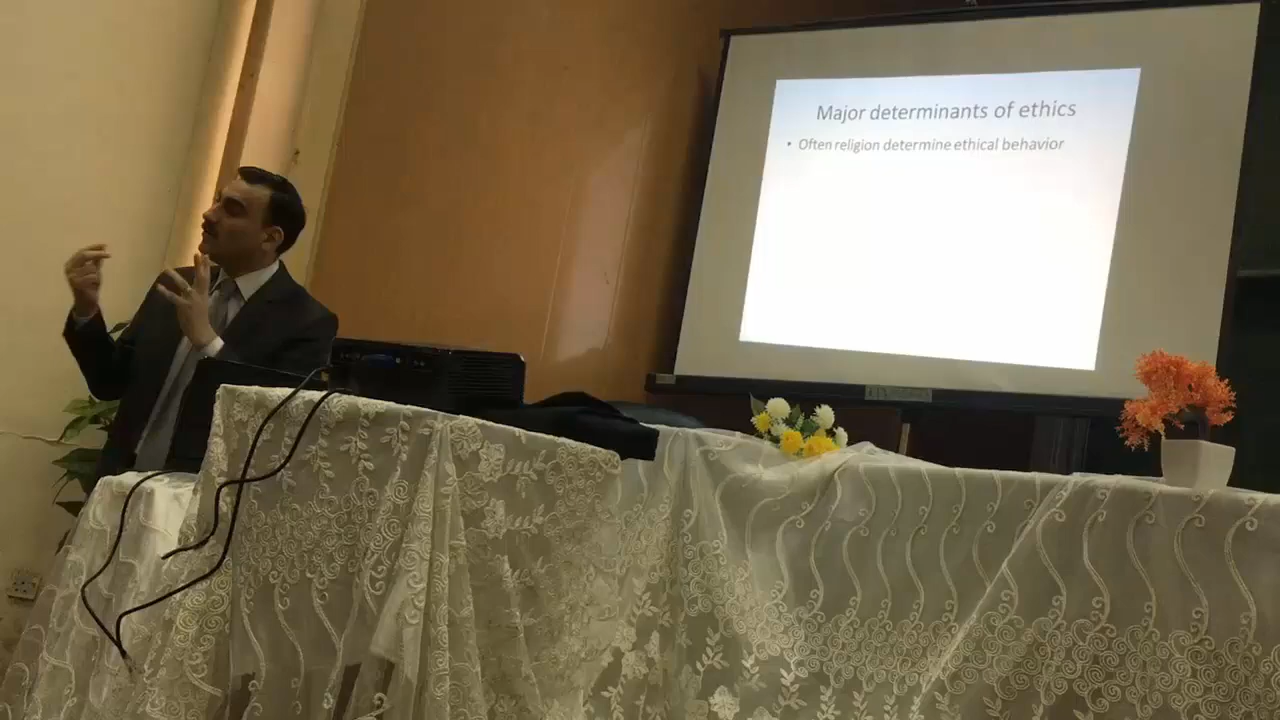 Major determinants of ethics
• Often religion determine ethical behavior